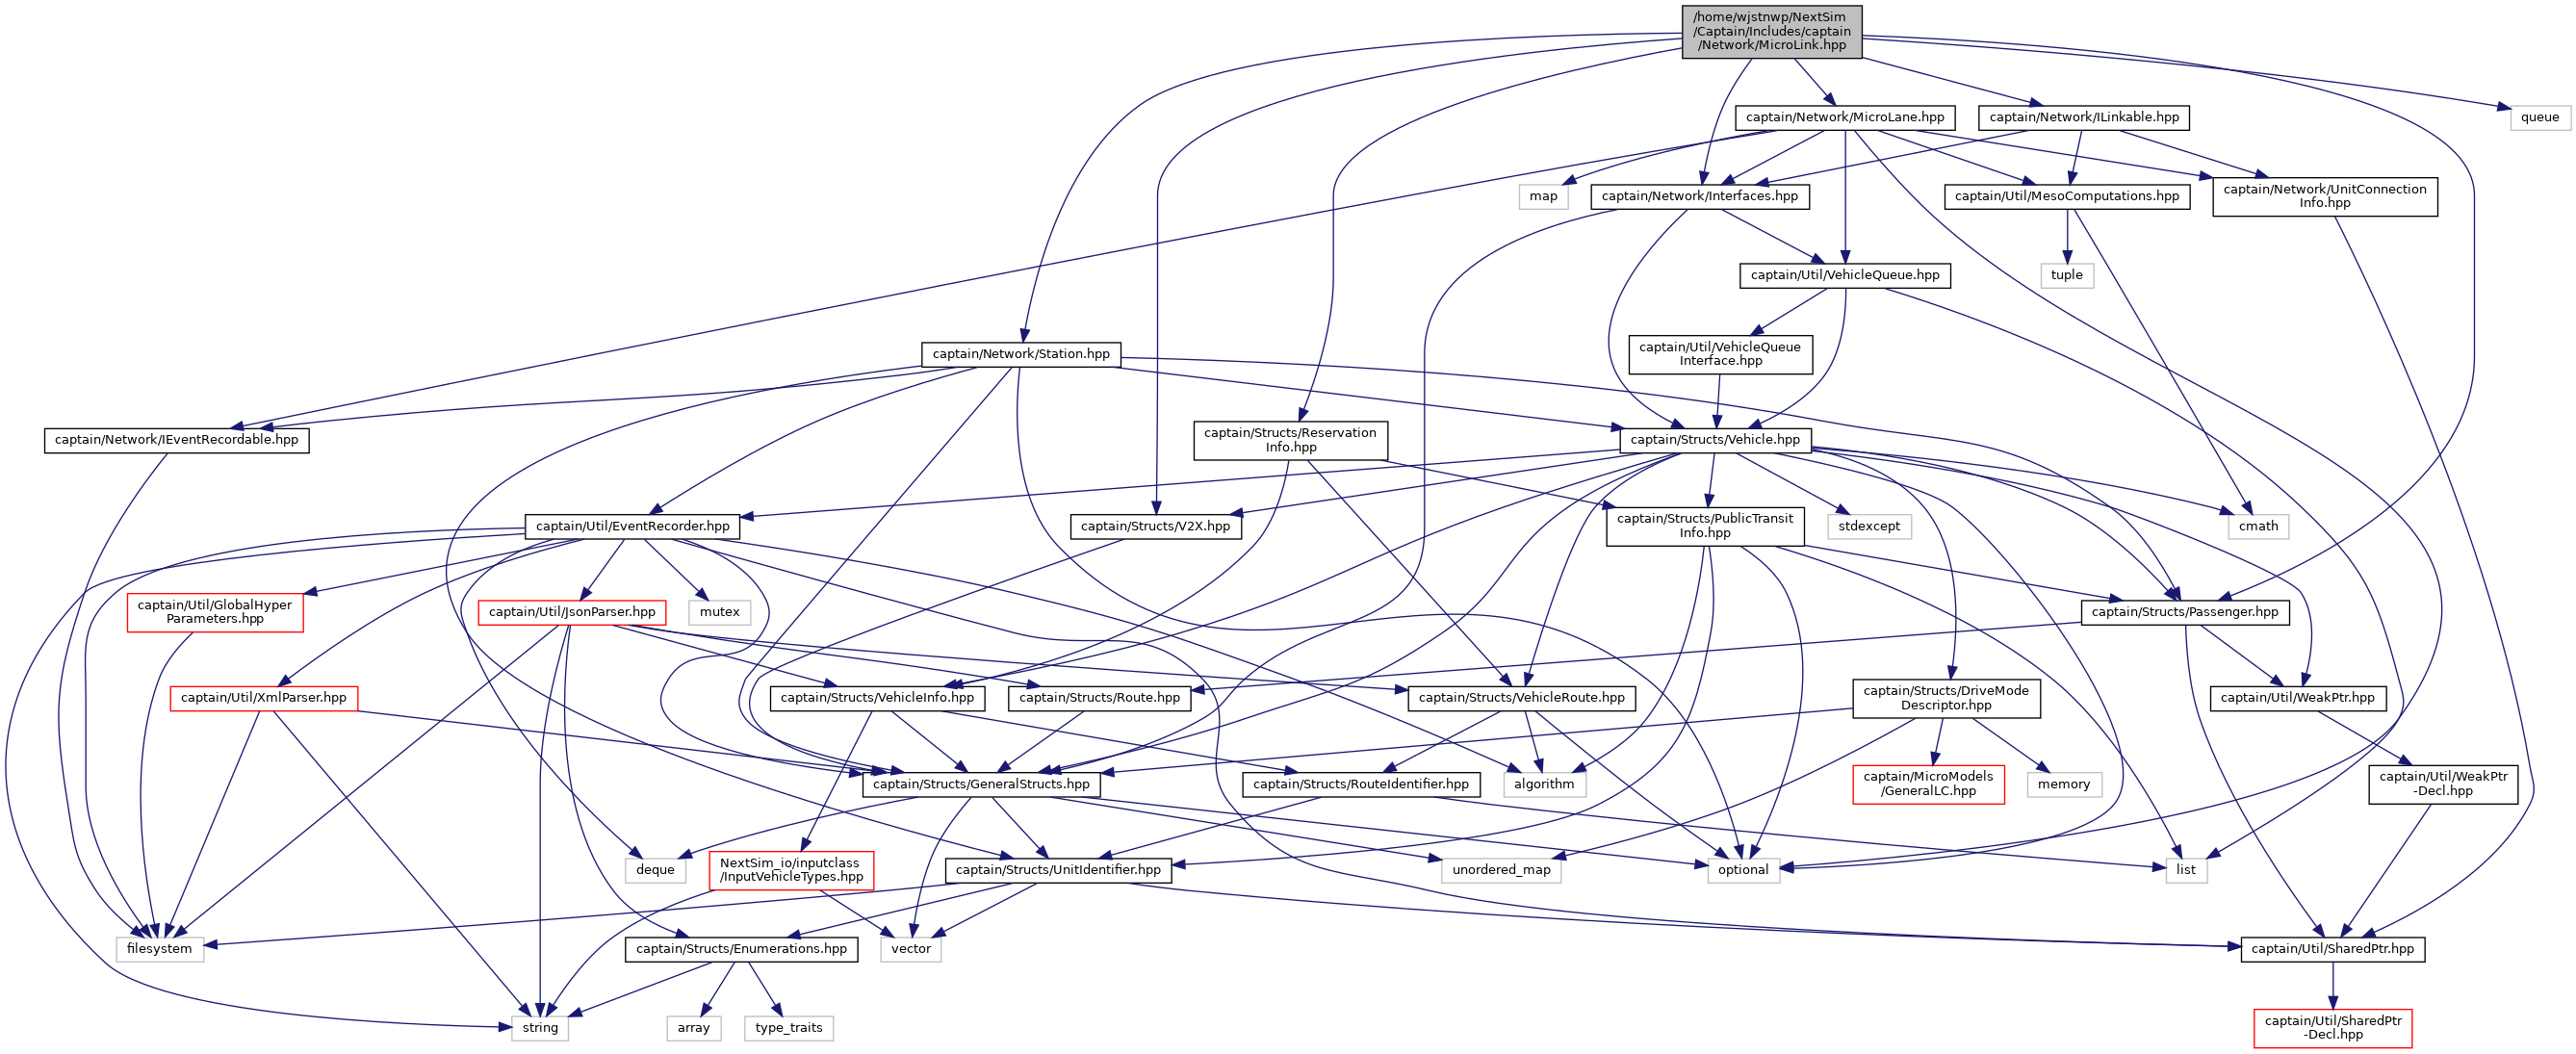 /home/wjstnwp/NextSim
/Captain/Includes/captain
/Network/MicroLink.hpp
captain/Network/MicroLane.hpp
captain/Network/ILinkable.hpp
queue
map
captain/Network/Interfaces.hpp
captain/Util/MesoComputations.hpp
captain/Network/UnitConnection
Info.hpp
captain/Util/VehicleQueue.hpp
tuple
captain/Network/Station.hpp
captain/Util/VehicleQueue
Interface.hpp
captain/Network/IEventRecordable.hpp
captain/Structs/Reservation
Info.hpp
captain/Structs/Vehicle.hpp
captain/Util/EventRecorder.hpp
captain/Structs/V2X.hpp
captain/Structs/PublicTransit
Info.hpp
stdexcept
cmath
captain/Util/GlobalHyper
Parameters.hpp
captain/Util/JsonParser.hpp
mutex
captain/Structs/Passenger.hpp
captain/Util/XmlParser.hpp
captain/Structs/VehicleInfo.hpp
captain/Structs/Route.hpp
captain/Structs/VehicleRoute.hpp
captain/Structs/DriveMode
Descriptor.hpp
captain/Util/WeakPtr.hpp
captain/Structs/GeneralStructs.hpp
captain/Structs/RouteIdentifier.hpp
algorithm
captain/MicroModels
/GeneralLC.hpp
memory
captain/Util/WeakPtr
-Decl.hpp
deque
NextSim_io/inputclass
/InputVehicleTypes.hpp
captain/Structs/UnitIdentifier.hpp
unordered_map
optional
list
filesystem
captain/Structs/Enumerations.hpp
vector
captain/Util/SharedPtr.hpp
string
array
type_traits
captain/Util/SharedPtr
-Decl.hpp